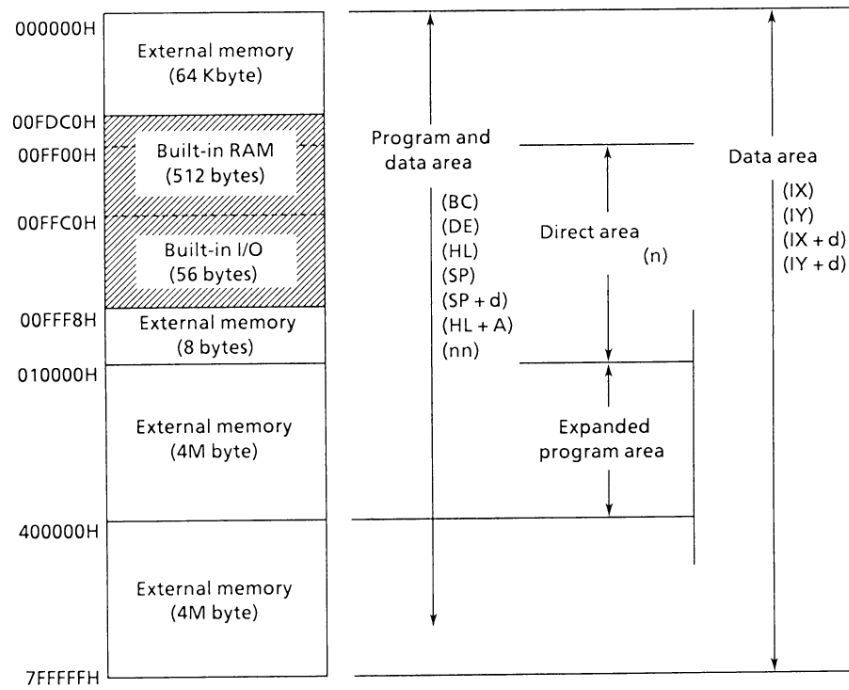 000000H
External memory
(64 Kbyte)
00FDC0H
00FF00H
Built-in RAM
(512 bytes)
00FFC0H
Built-in I/O
(56 bytes)
00FFF8H
External memory
(8 bytes)
010000H
External memory
(4M byte)
400000H
External memory
(4M byte)
7FFFFFH
Program and
data area
(BC)
(DE)
(HL)
(SP)
(SP + d)
(HL + A)
(nn)
Direct area
(n)
Expanded
program area
Data area
(IX)
(IY)
(IX + d)
(IY + d)